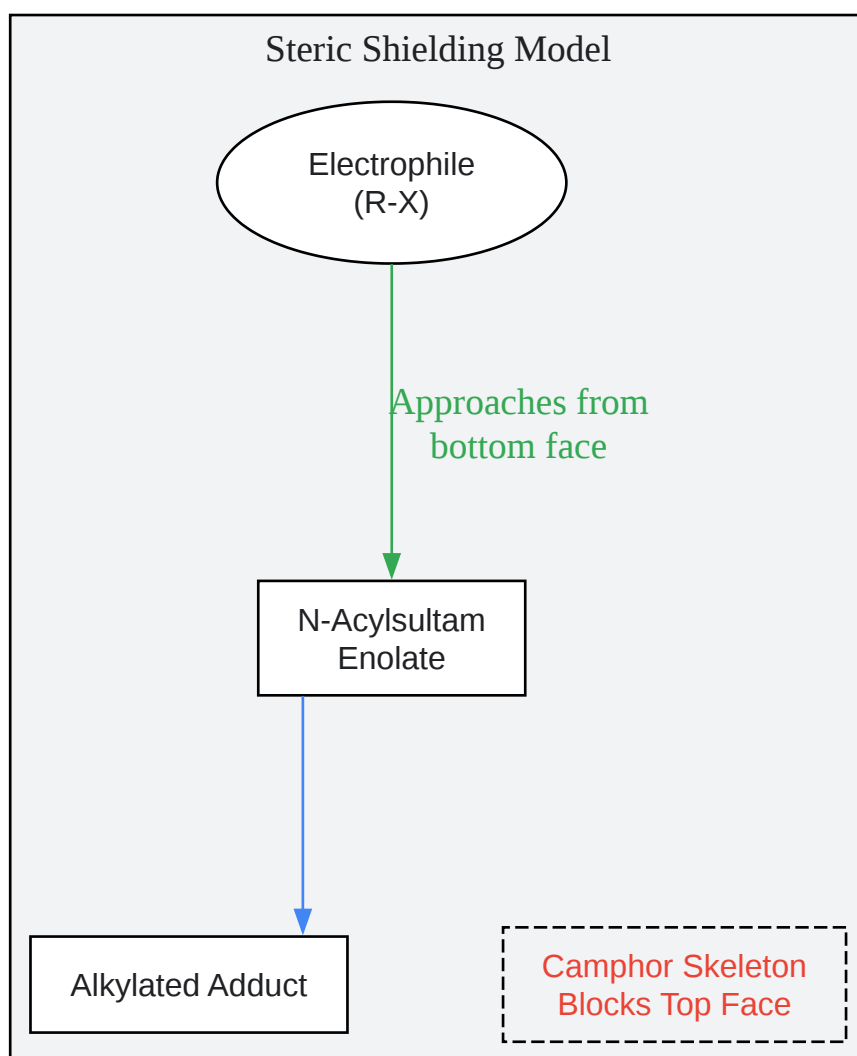 Steric Shielding Model
Electrophile
(R-X)
Approaches from
bottom face
N-Acylsultam
Enolate
Alkylated Adduct
Camphor Skeleton
Blocks Top Face